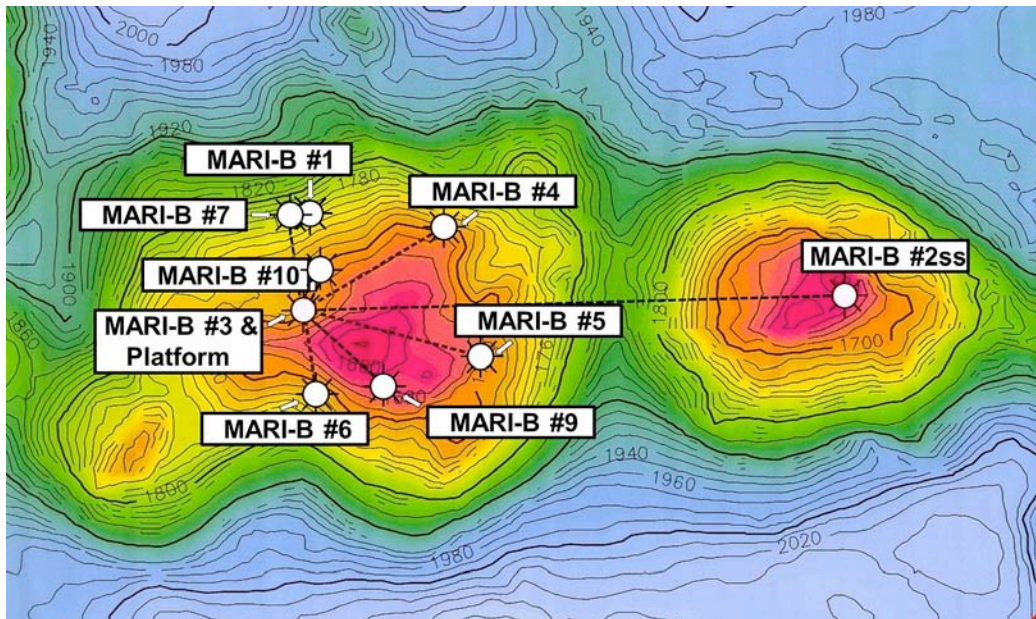 1940
2000
1980
1940
1980
1920
MARI-B #1
1820
1780
MARI-B #7
MARI-B #4
MARI-B #10
MARI-B #2ss
1900
1800
MARI-B #3 &
Platform
MARI-B #5
1860
1700
MARI-B #6
MARI-B #9
1940
1960
1800
1980
2020